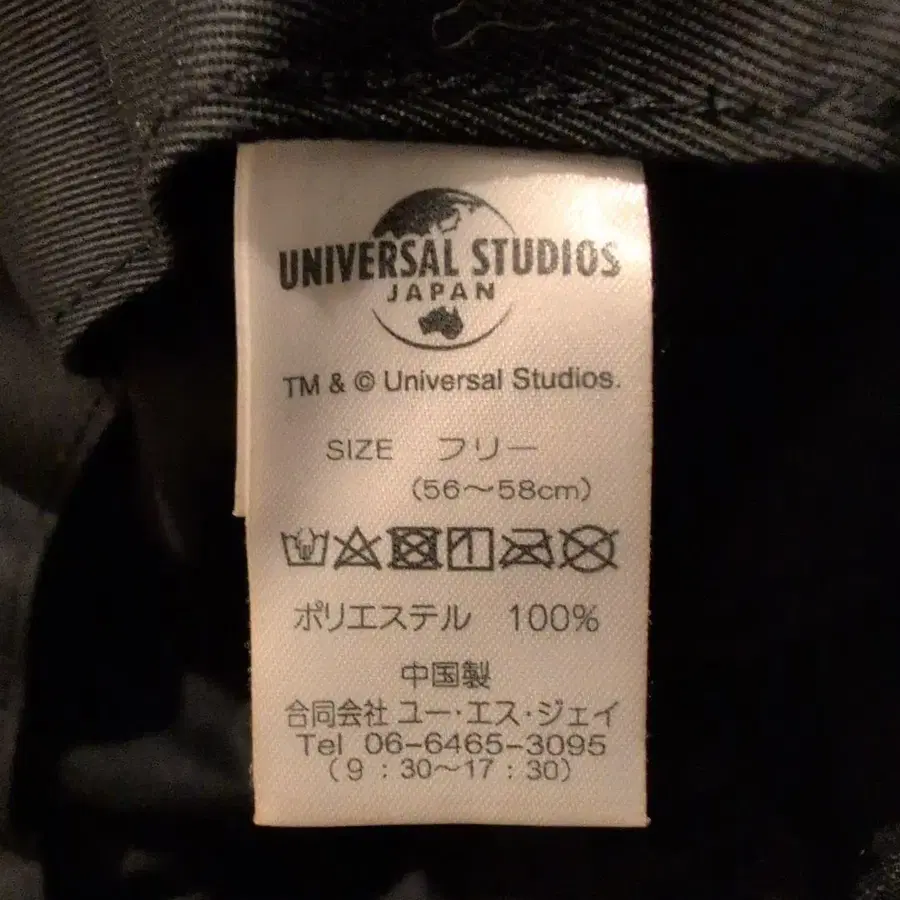 UNIVERSAL STUDIOS
JAPAN
TM & © Universal Studios.
SIZE フリー
(56～58cm)
ポリエステル 100%
中国製
合同会社 ユー・エス・ジェイ
Tel 06-6465-3095
(9:30～17:30)